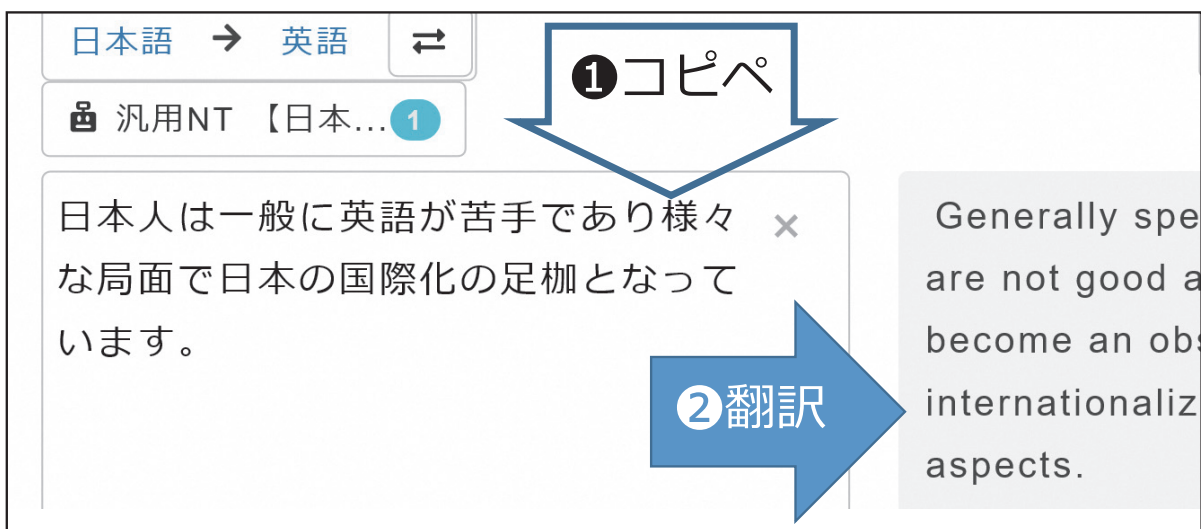 日本語 → 英語 ⇄
❶コピペ
汎用NT 【日本...1
日本人は一般に英語が苦手であり様々
な局面で日本の国際化の足枷となって
います。
❷翻訳
Generally
are not good
become an
aspects.